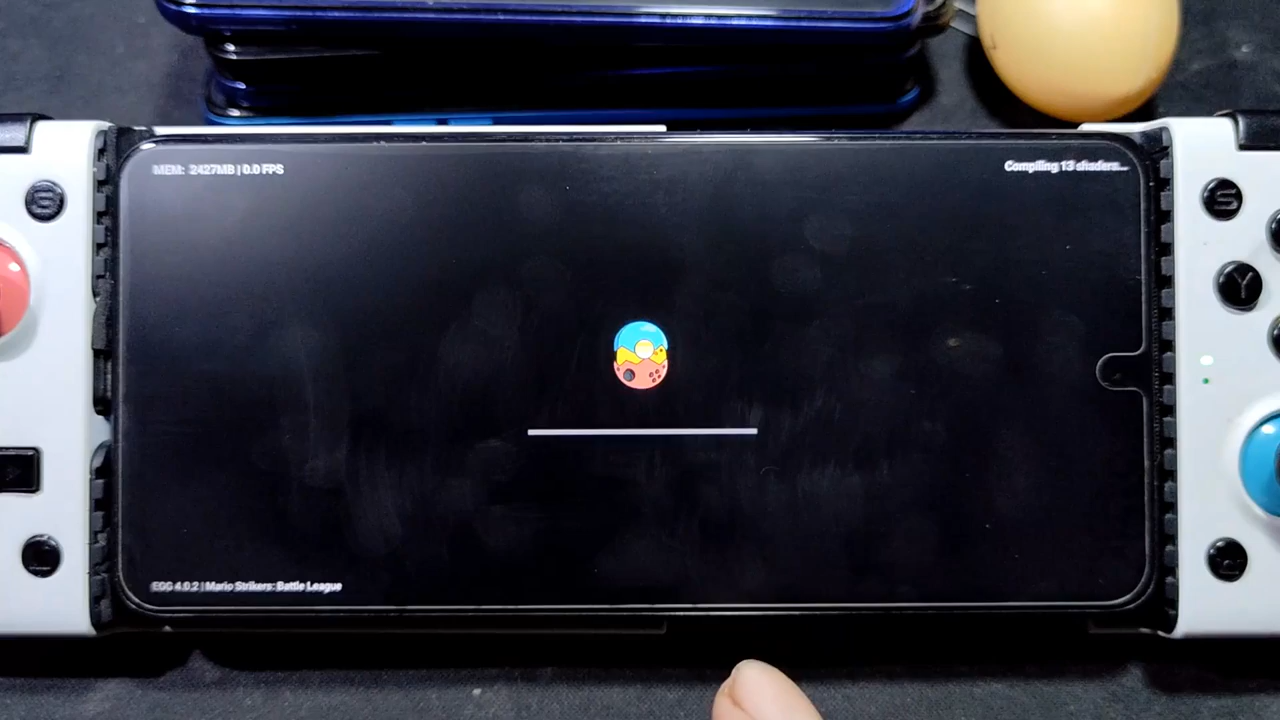 MEM: 2427MB | 0.0 FPS
Compiling 13 shaders...
S
S
Y
EGG 4.0.2 | Mario Strikers: Battle League